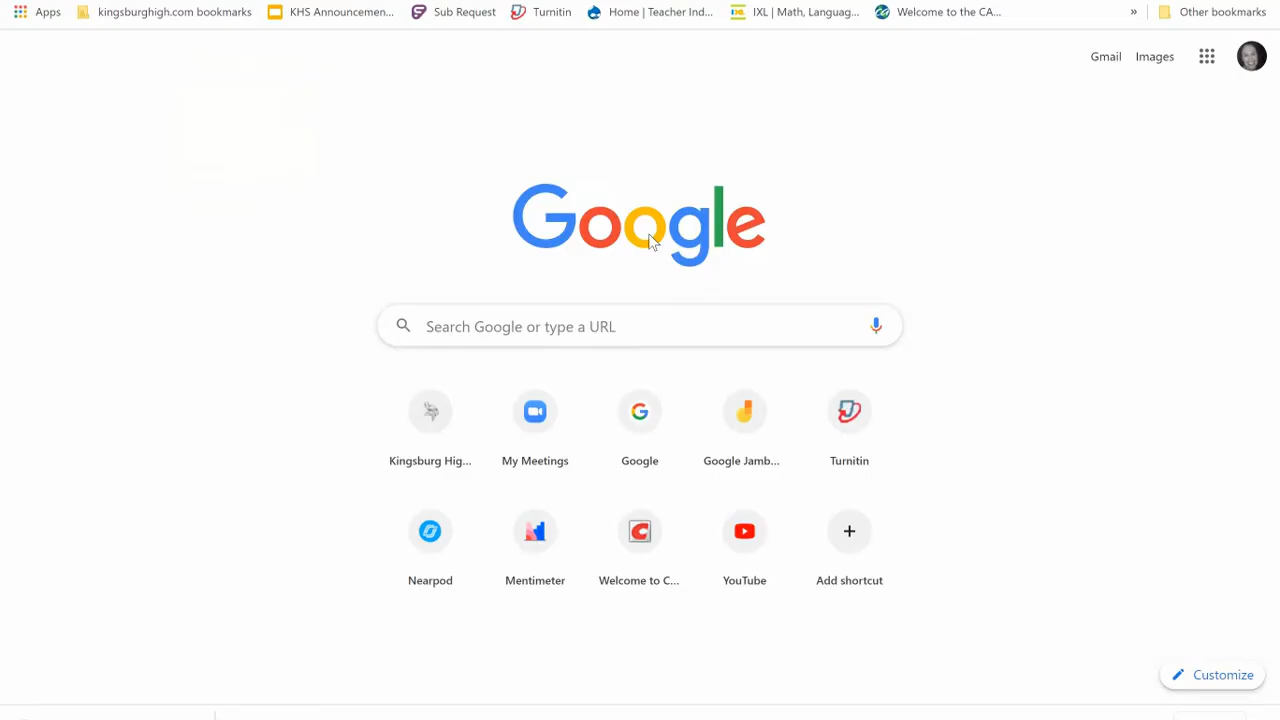 Apps kingsburghigh.com bookmarks KHS Announcemen... Sub Request Turnitin Home | Teacher Ind... IXL | Math, Languag... Welcome to the CA... » Other bookmarks
Gmail Images
Google
Search Google or type a URL
Kingsburg Hig... My Meetings Google Google Jamb... Turnitin
Nearpod Mentimeter Welcome to C... YouTube Add shortcut
Customize